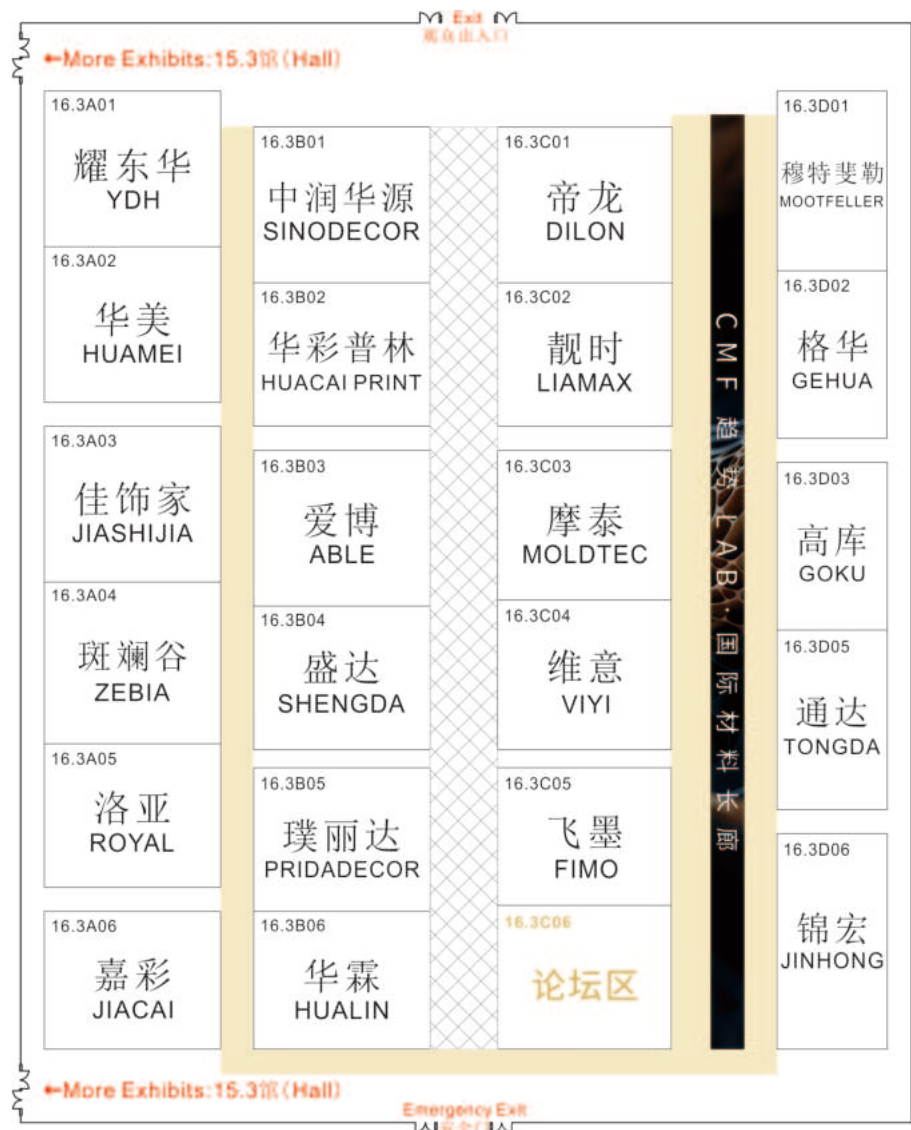 Exit
观众出入口
←More Exhibits:15.3馆(Hall)
16.3A01
耀东华
YDH
16.3A02
华美
HUAMEI
16.3A03
佳饰家
JIASHIJIA
16.3A04
斑斓谷
ZEBIA
16.3A05
洛亚
ROYAL
16.3A06
嘉彩
JIACAI
16.3B01
中润华源
SINODECOR
16.3B02
华彩普林
HUACAI PRINT
16.3B03
爱博
ABLE
16.3B04
盛达
SHENGDA
16.3B05
璞丽达
PRIDADECOR
16.3B06
华霖
HUALIN
16.3C01
帝龙
DILON
16.3C02
靓时
LIAMAX
16.3C03
摩泰
MOLDTEC
16.3C04
维意
VIYI
16.3C05
飞墨
FIMO
16.3C06
论坛区
CMF趋势LAB·国际材料长廊
16.3D01
穆特斐勒
MOOTFELLER
16.3D02
格华
GEHUA
16.3D03
高库
GOKU
16.3D05
通达
TONGDA
16.3D06
锦宏
JINHONG
←More Exhibits:15.3馆(Hall)
Emergency Exit
安全门